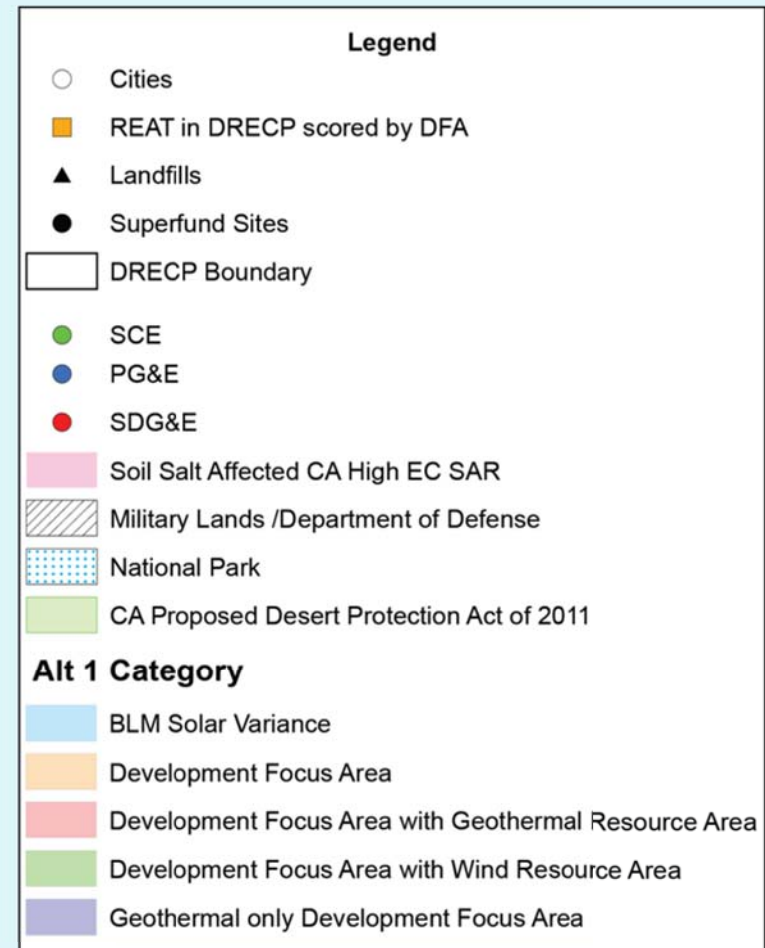 Legend
Cities
REAT in DRECP scored by DFA
Landfills
Superfund Sites
DRECP Boundary
SCE
PG&E
SDG&E
Soil Salt Affected CA High EC SAR
Military Lands /Department of Defense
National Park
CA Proposed Desert Protection Act of 2011
Alt 1 Category
BLM Solar Variance
Development Focus Area
Development Focus Area with Geothermal Resource Area
Development Focus Area with Wind Resource Area
Geothermal only Development Focus Area